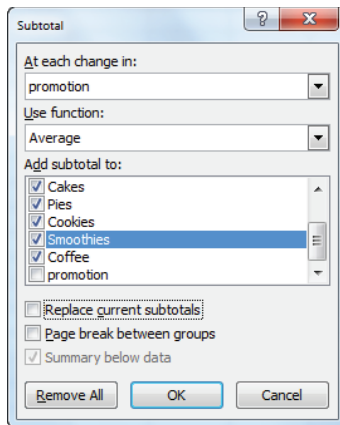 Subtotal
At each change in:
promotion
Use function:
Average
Add subtotal to:
Cakes
Pies
Cookies
Smoothies
Coffee
promotion
Replace current subtotals
Page break between groups
Summary below data
Remove All OK Cancel